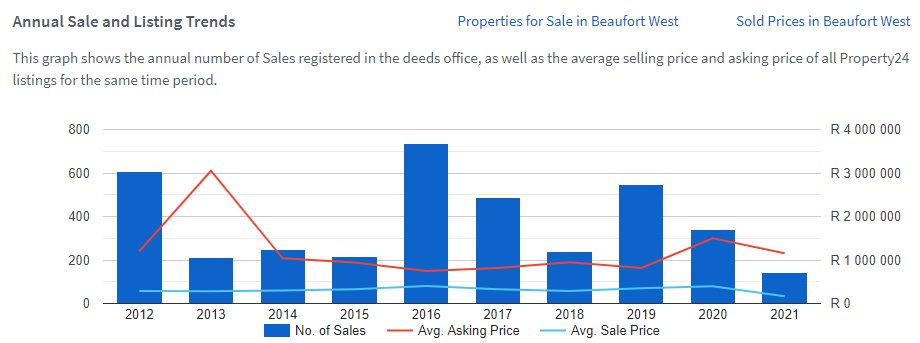 Annual Sale and Listing Trends Properties for Sale in Beaufort West Sold Prices in Beaufort West
This graph shows the annual number of Sales registered in the deeds office, as well as the average selling price and asking price of all Property24
listings for the same time period.
800 R 4 000 000
600 R 3 000 000
400 R 2 000 000
200 R 1 000 000
0 R 0
2012 2013 2014 2015 2016 2017 2018 2019 2020 2021
No. of Sales Avg. Asking Price Avg. Sale Price